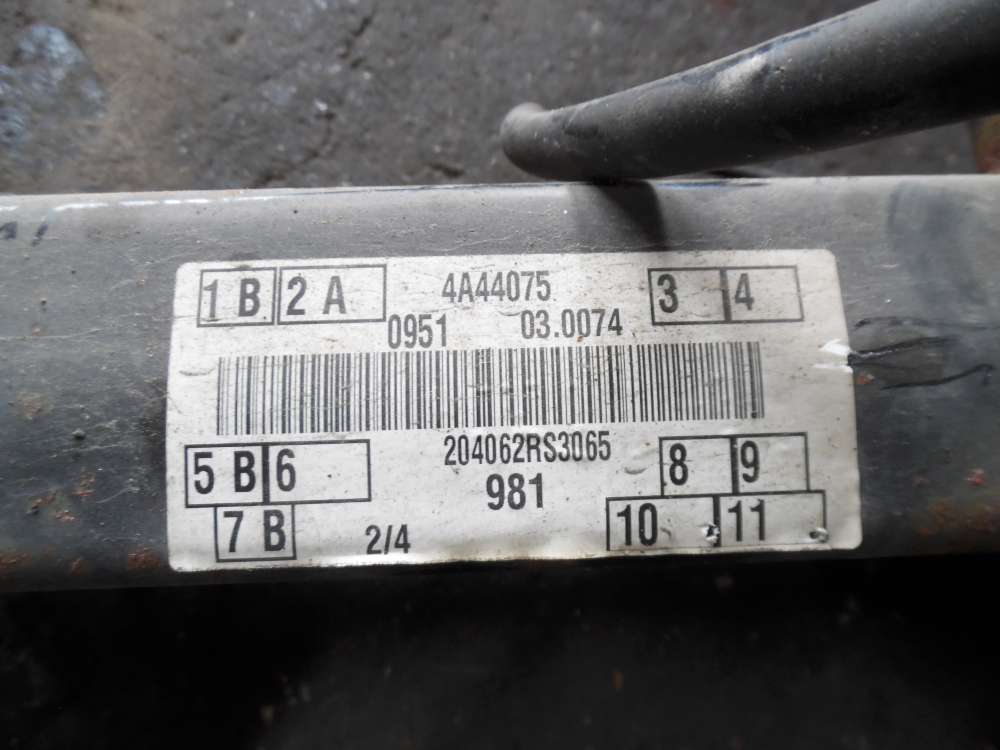 1 B 2 A 4A44075 3 4
0951 03.0074
204062RS3065
5 B 6 981 8 9
7 B 2/4 10 11